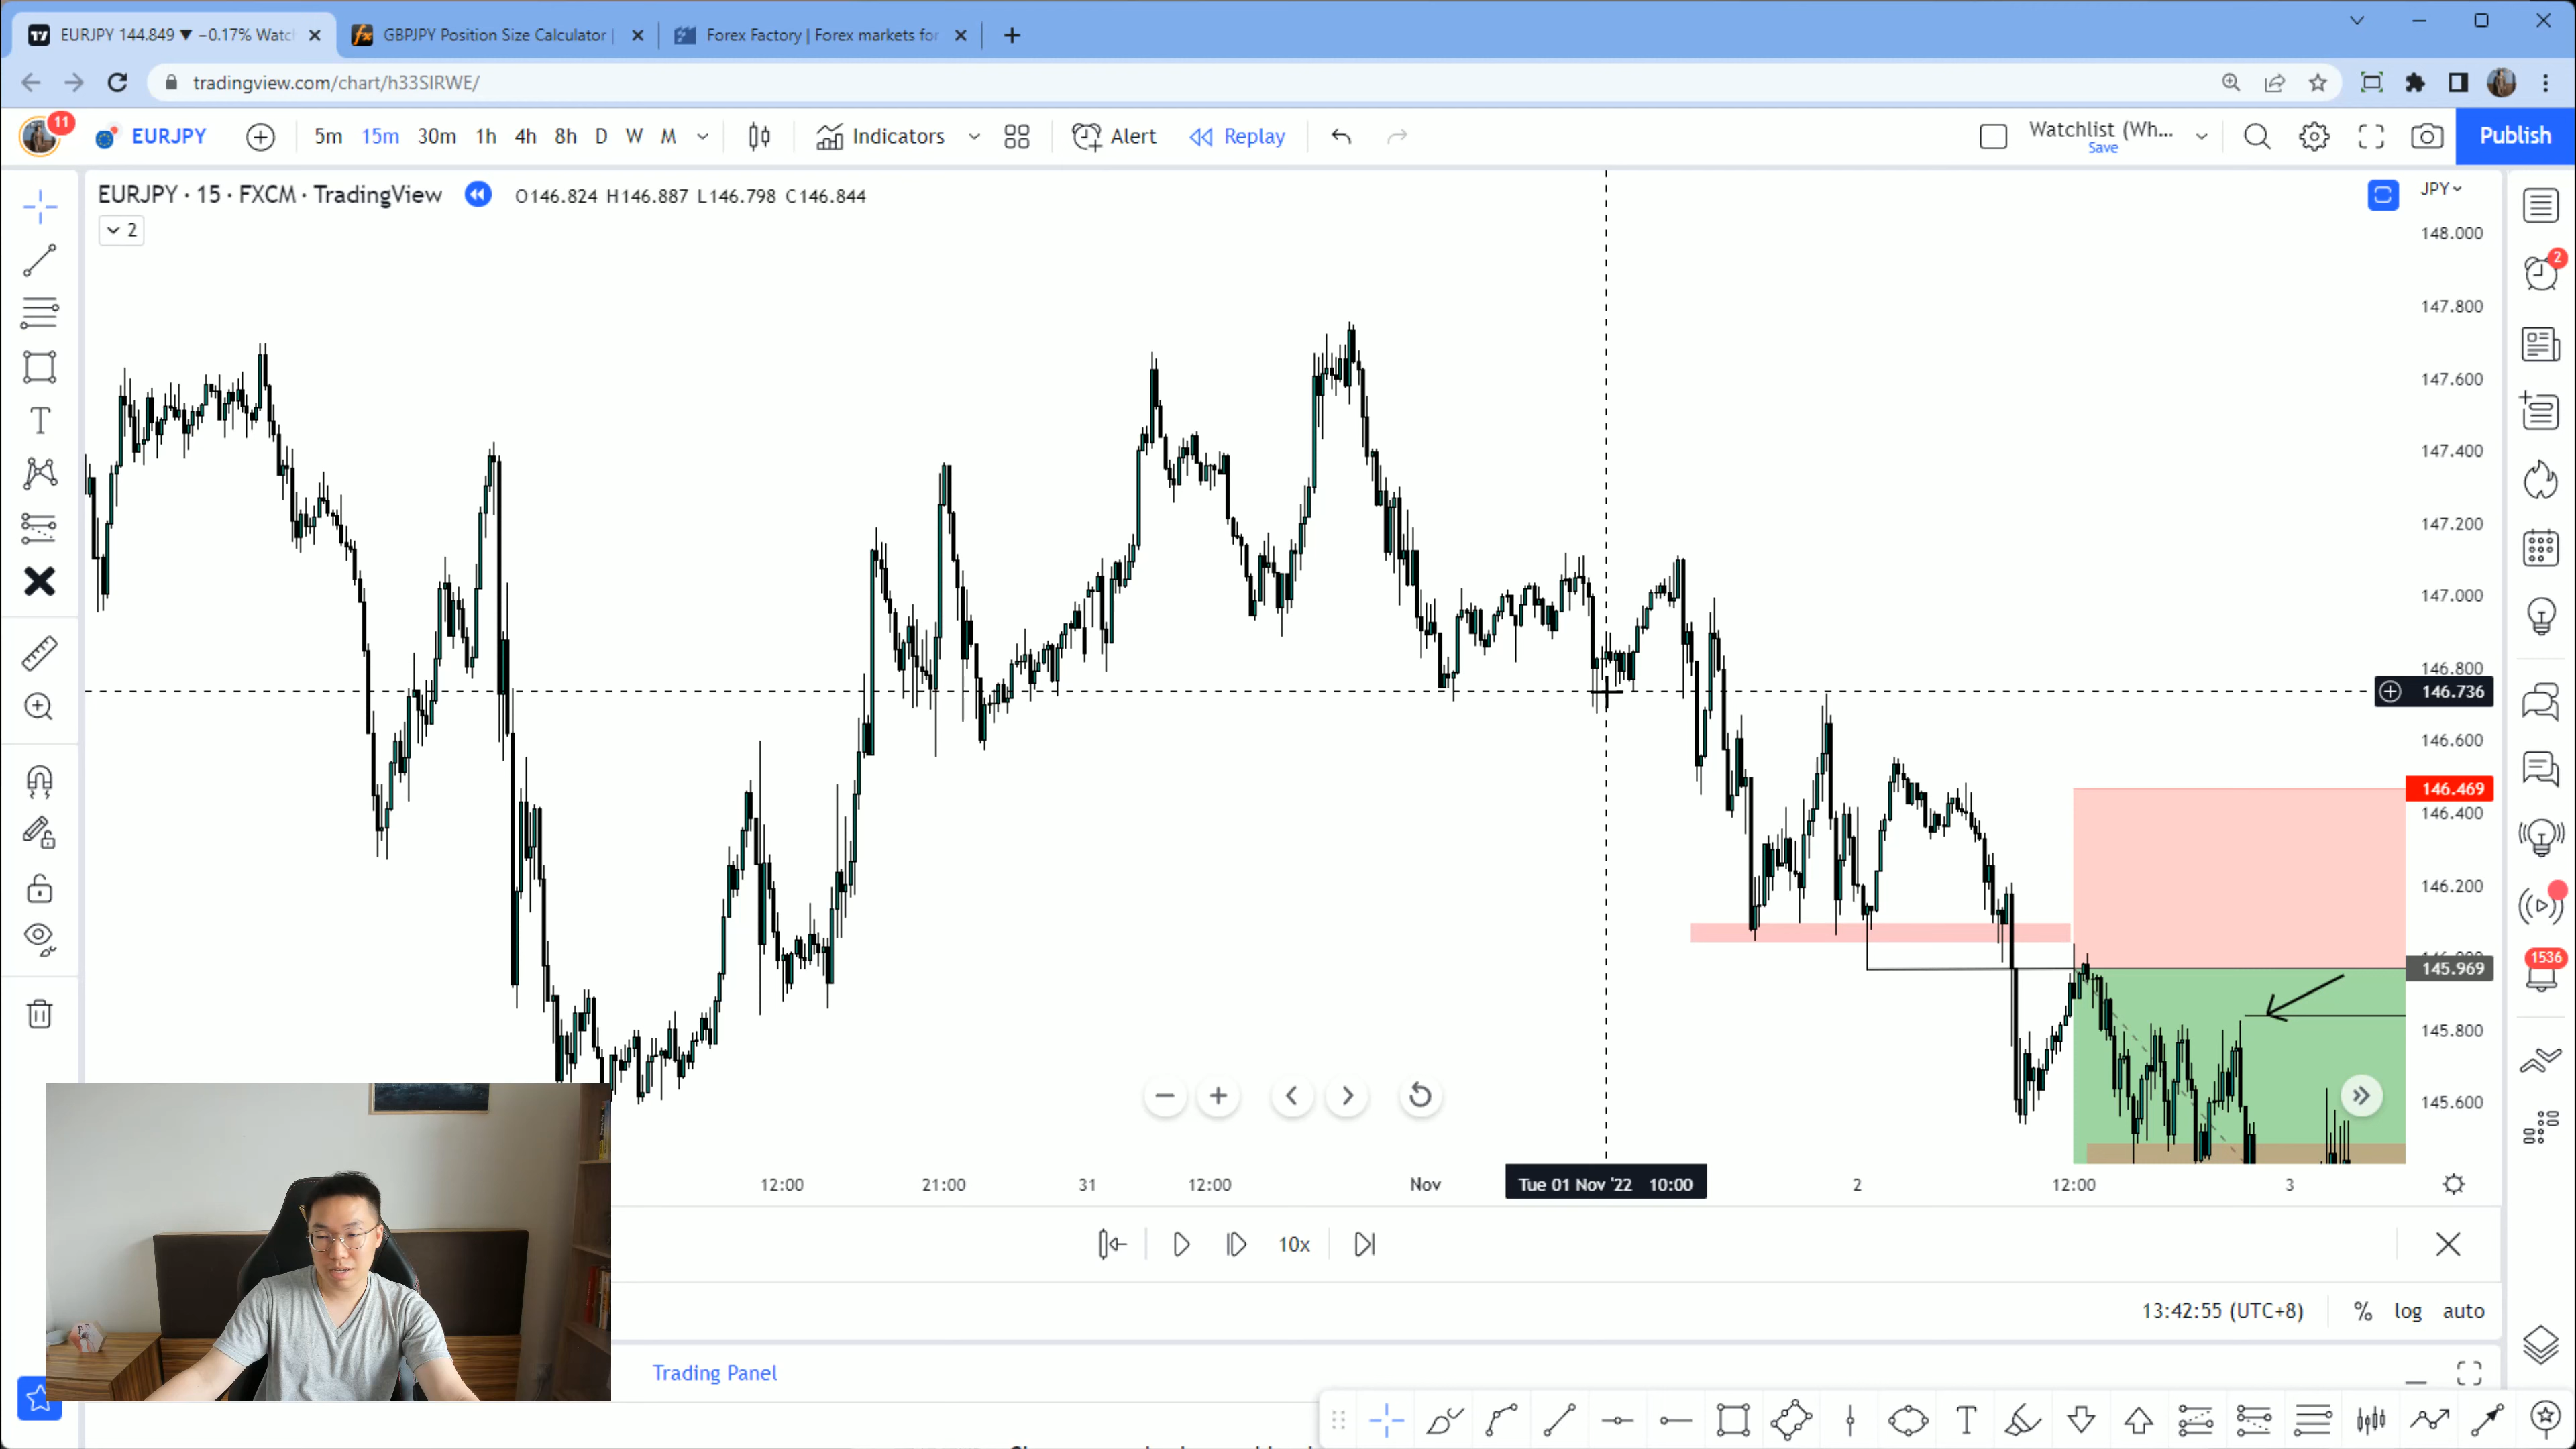 EURJPY 144.849 ▼ −0.17% Watc
GBPJPY Position Size Calculator |
Forex Factory | Forex markets for
tradingview.com/chart/h33SIRWE/
11
EURJPY
5m 15m 30m 1h 4h 8h D W M
Indicators
Alert
Replay
Watchlist (Wh...
Save
Publish
EURJPY · 15 · FXCM · TradingView
O146.824 H146.887 L146.798 C146.844
2
JPY
148.000
147.800
147.600
147.400
147.200
147.000
146.800
146.736
146.600
146.469
146.400
146.200
145.969
145.800
145.600
2
1536
12:00 21:00 31 12:00 Nov Tue 01 Nov '22 10:00 2 12:00 3
10x
13:42:55 (UTC+8) % log auto
Trading Panel